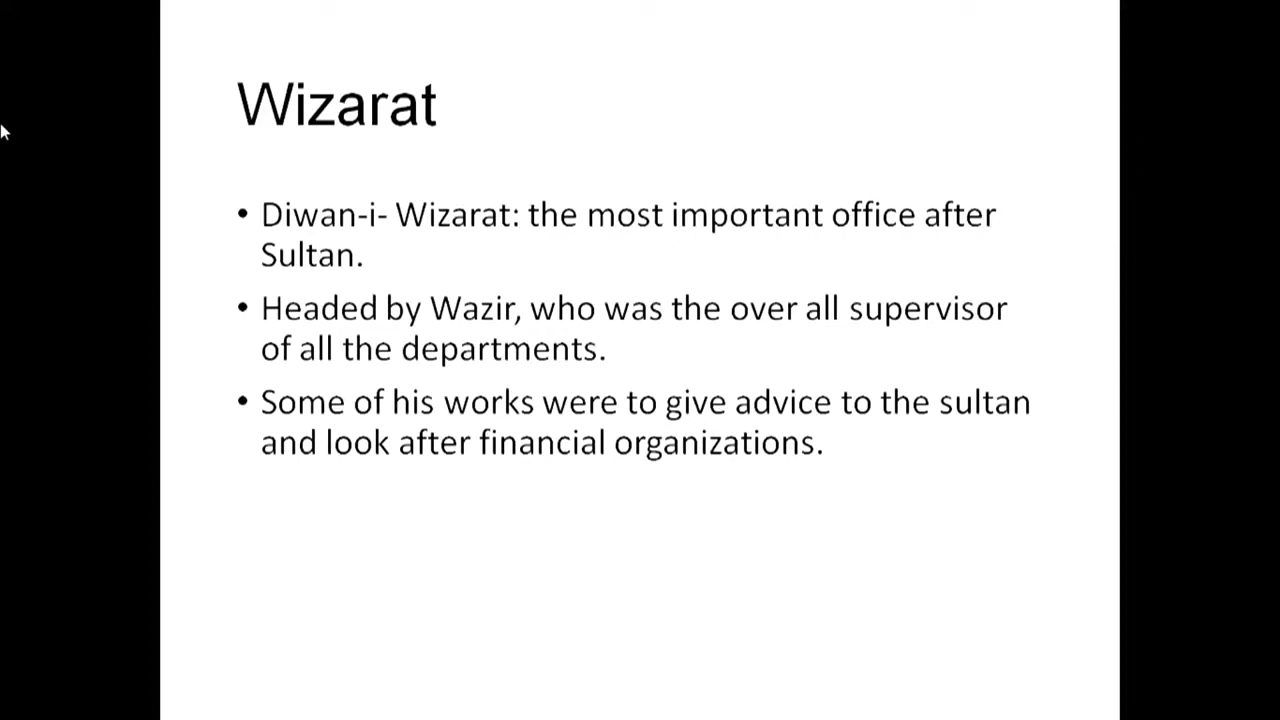 Wizarat
• Diwan-i- Wizarat: the most important office after
Sultan.
• Headed by Wazir, who was the over all supervisor
of all the departments.
• Some of his works were to give advice to the sultan
and look after financial organizations.